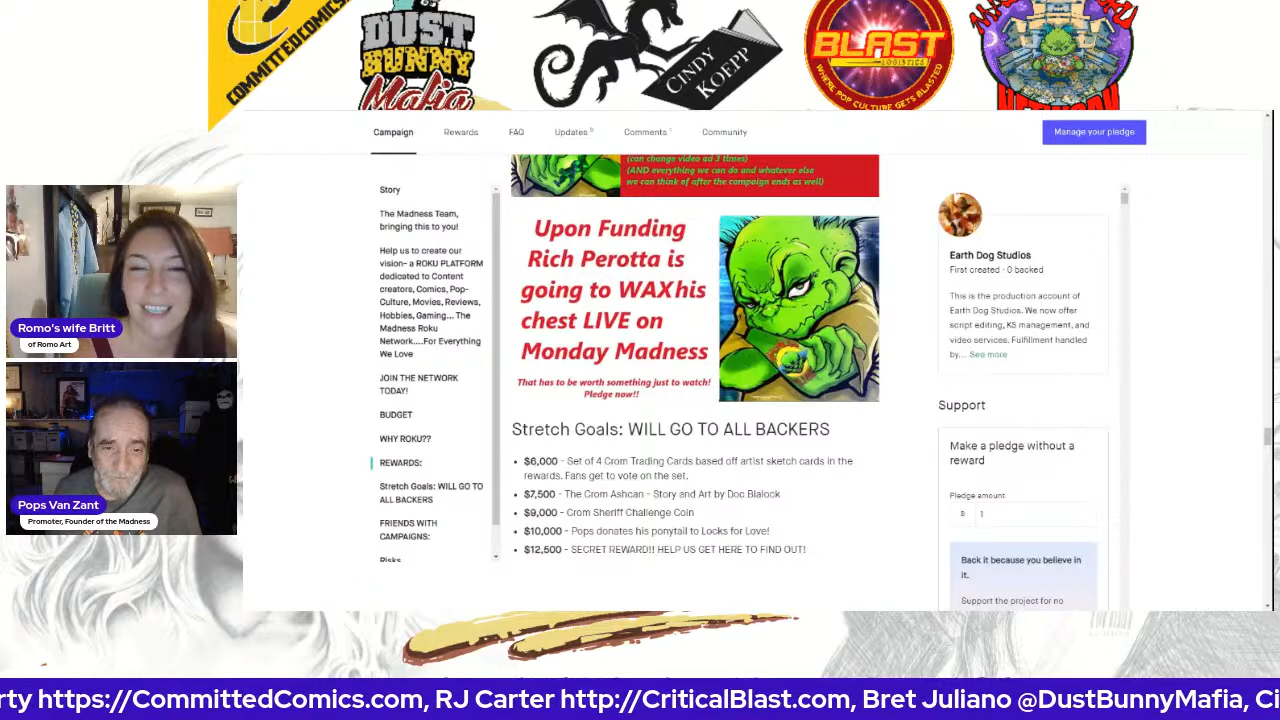 COMMITTEDCOMICS.COM
DUST
BUNNY
Mafia
CINDY
KOEPP
BLAST
LOGISTICS
WHERE POP CULTURE GETS BLASTED
Campaign
Rewards
FAQ
Updates 5
Comments 1
Community
Manage your pledge
(can change video ad 3 times)
(AND everything we can do and whatever else
we can think of after the campaign ends as well)
Story
The Madness Team,
bringing this to you!
Help us to create our
vision- a ROKU PLATFORM
dedicated to Content
creators, Comics, Pop-
Culture, Movies, Reviews,
Hobbies, Gaming... The
Madness Roku
Network....For Everything
We Love
JOIN THE NETWORK
TODAY!
BUDGET
WHY ROKU??
REWARDS:
Stretch Goals: WILL GO TO
ALL BACKERS
FRIENDS WITH
CAMPAIGNS:
Risks
Upon Funding
Rich Perotta is
going to WAX his
chest LIVE on
Monday Madness
That has to be worth something just to watch!
Pledge now!!
Stretch Goals: WILL GO TO ALL BACKERS
$6,000 - Set of 4 Crom Trading Cards based off artist sketch cards in the
rewards. Fans get to vote on the set.
$7,500 - The Crom Ashcan - Story and Art by Doc Blalock
$9,000 - Crom Sheriff Challenge Coin
$10,000 - Pops donates his ponytail to Locks for Love!
$12,500 - SECRET REWARD!! HELP US GET HERE TO FIND OUT!
Earth Dog Studios
First created · 0 backed
This is the production account of
Earth Dog Studios. We now offer
script editing, KS management, and
video services. Fulfillment handled
by... See more
Support
Make a pledge without a
reward
Pledge amount
1
Back it because you believe in
it.
Support the project for no
Romo's wife Britt
of Romo Art
Pops Van Zant
Promoter, Founder of the Madness
rty https://CommittedComics.com, RJ Carter http://CriticalBlast.com, Bret Juliano @DustBunnyMafia, Ci